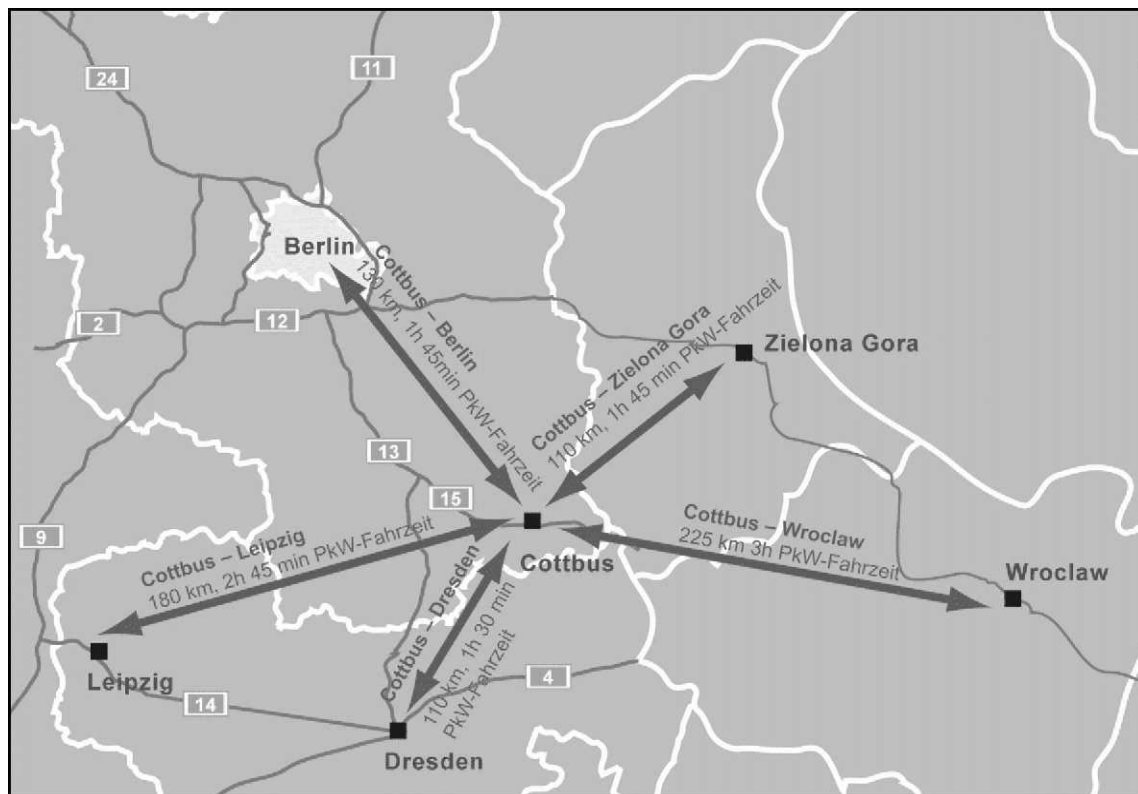 24
11
Berlin
Cottbus – Berlin
130 km, 1h 45min PkW-Fahrzeit
2
12
Cottbus – Zielona Gora
110 km, 1h 45 min PkW-Fahrzeit
Zielona Gora
13
15
9
Cottbus – Leipzig
180 km, 2h 45 min PkW-Fahrzeit
Cottbus
Cottbus – Wroclaw
225 km 3h PkW-Fahrzeit
Wroclaw
Cottbus – Dresden
110 km, 1h 30 min
PkW-Fahrzeit
Leipzig
14
4
Dresden